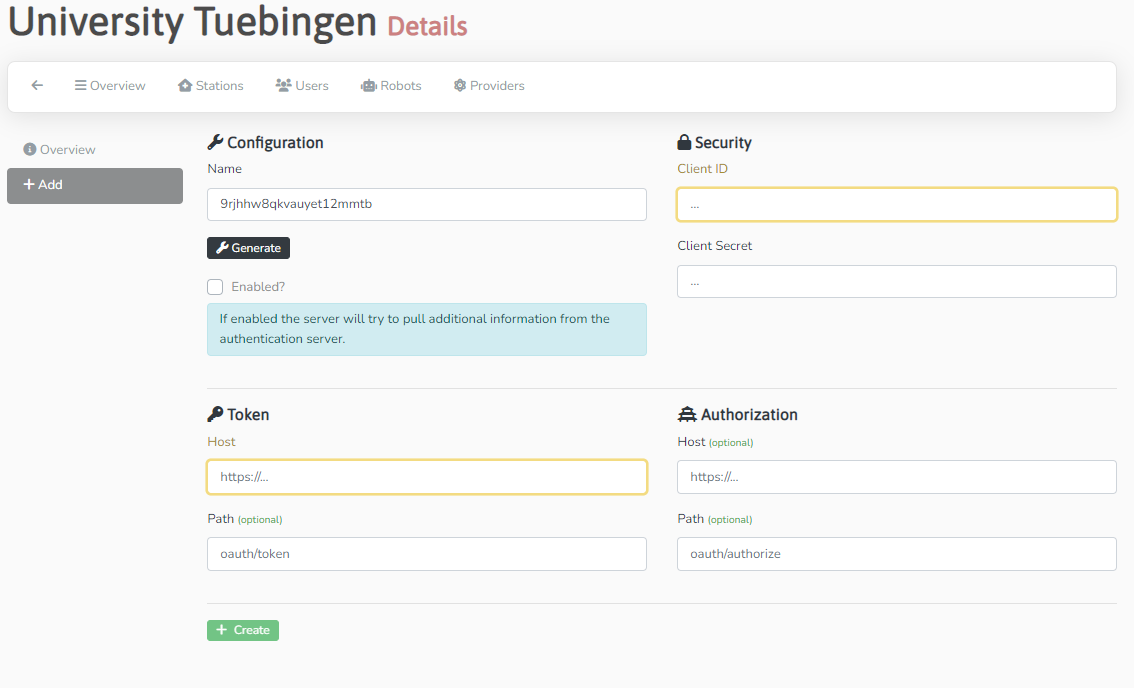 University Tuebingen Details
Overview Stations Users Robots Providers
Overview
Add
Configuration
Name
9rjhhw8qkvauyet12mmtb
Generate
Enabled?
If enabled the server will try to pull additional information from the
authentication server.
Security
Client ID
...
Client Secret
...
Token
Host
https://...
Path (optional)
oauth/token
Authorization
Host (optional)
https://...
Path (optional)
oauth/authorize
Create